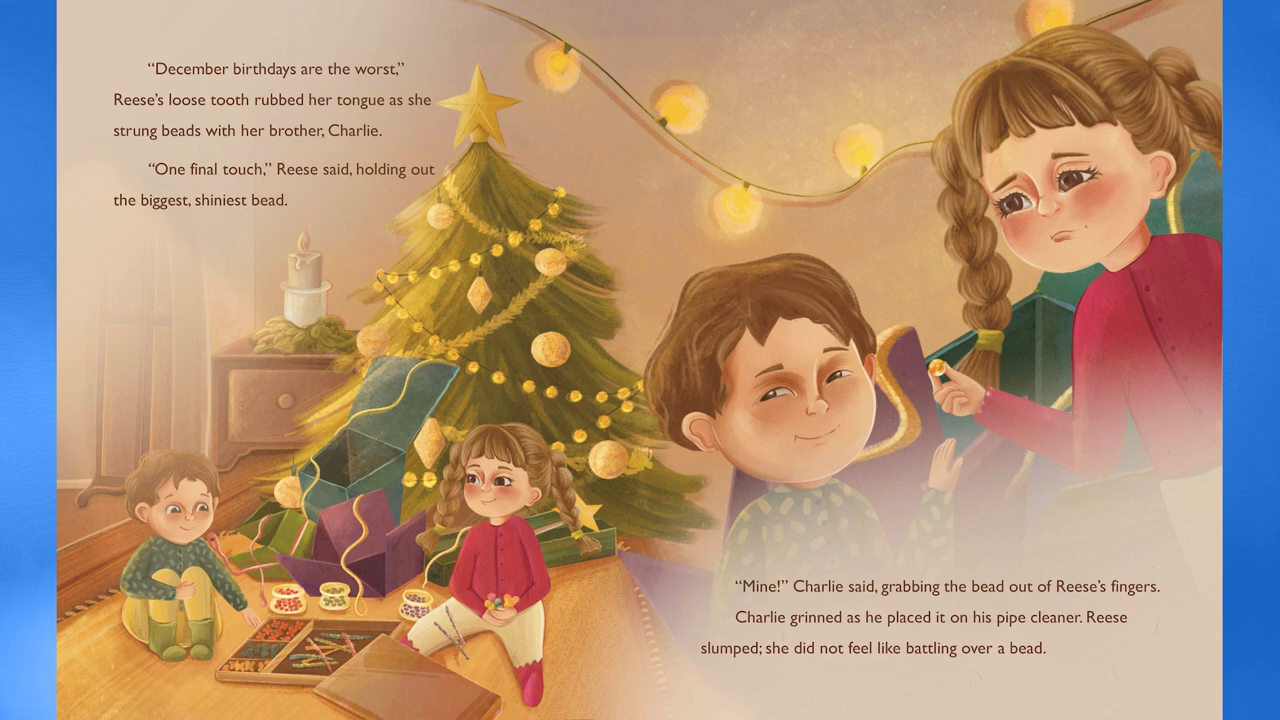 “December birthdays are the worst,”
Reese’s loose tooth rubbed her tongue as she
strung beads with her brother, Charlie.
“One final touch,” Reese said, holding out
the biggest, shiniest bead.
“Mine!” Charlie said, grabbing the bead out of Reese’s fingers.
Charlie grinned as he placed it on his pipe cleaner. Reese
slumped; she did not feel like battling over a bead.